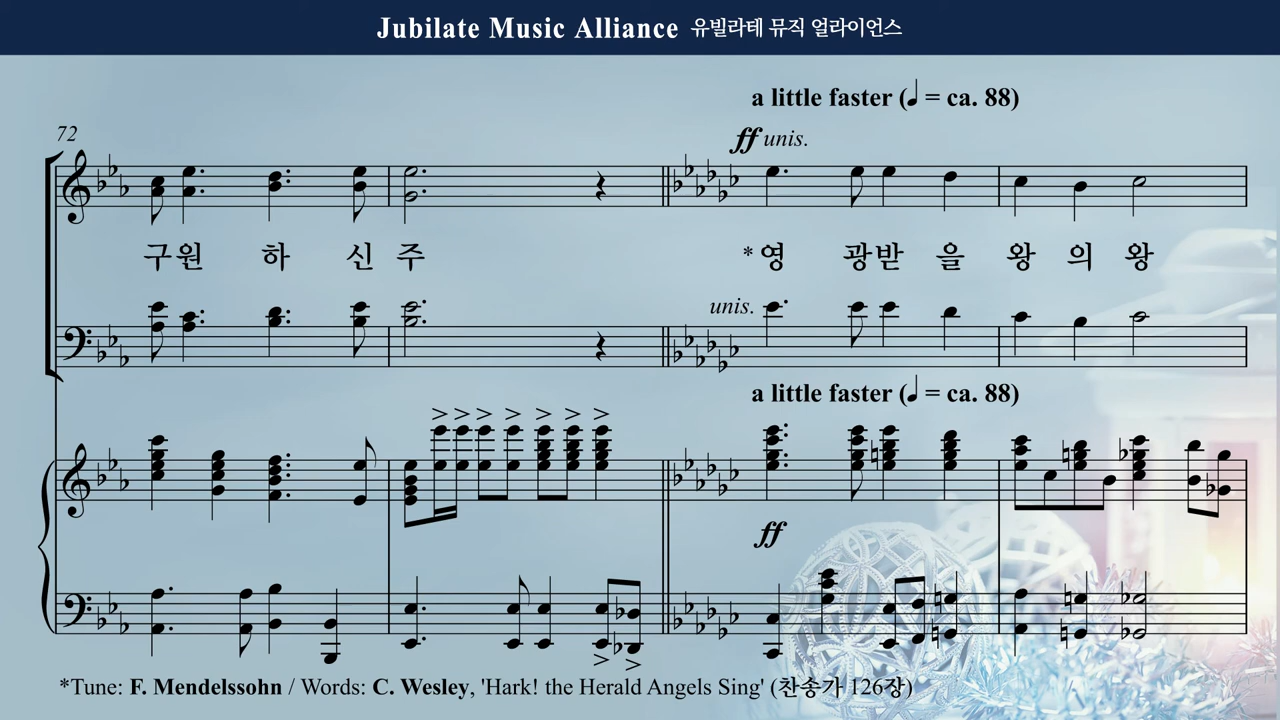 Jubilate Music Alliance 유빌라테 뮤직 얼라이언스
a little faster (♩ = ca. 88)
72
ff unis.
구원 하 신 주 *영 광받 을 왕 의 왕
unis.
a little faster (♩ = ca. 88)
ff
*Tune: F. Mendelssohn / Words: C. Wesley, 'Hark! the Herald Angels Sing' (찬송가 126장)